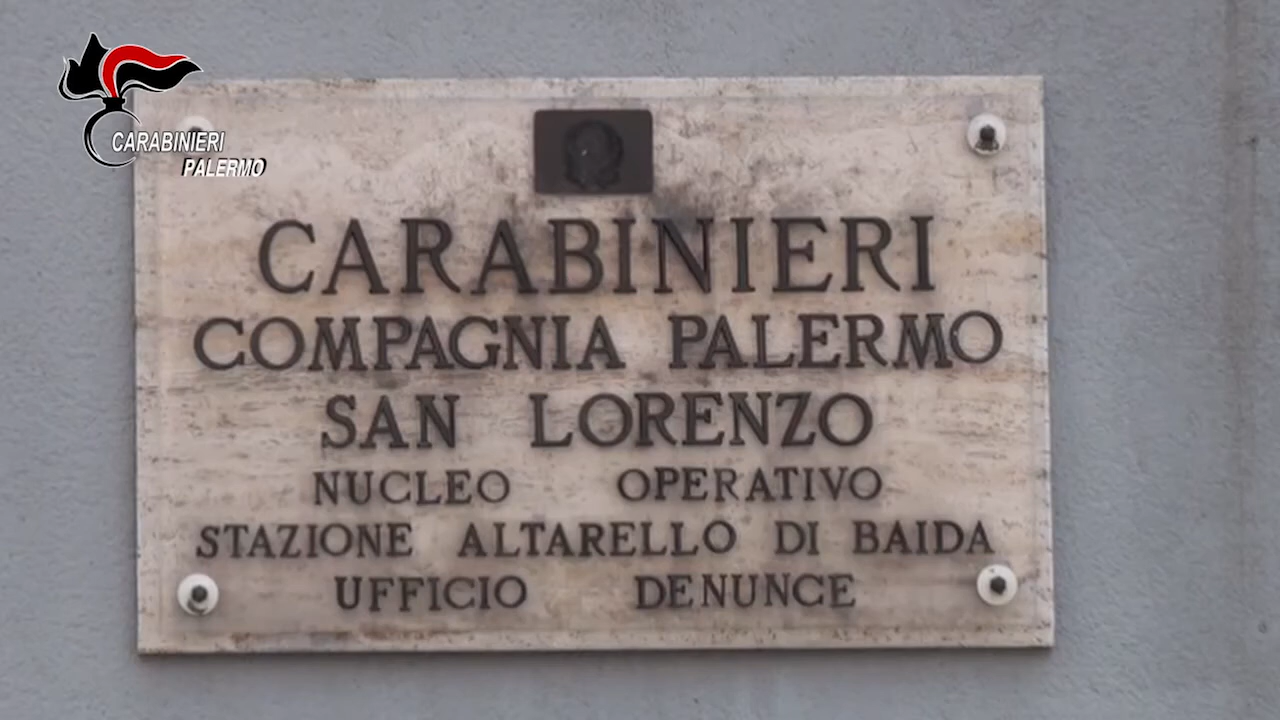 CARABINIERI
PALERMO
CARABINIERI
COMPAGNIA PALERMO
SAN LORENZO
NUCLEO OPERATIVO
STAZIONE ALTARELLO DI BAIDA
UFFICIO DENUNCE